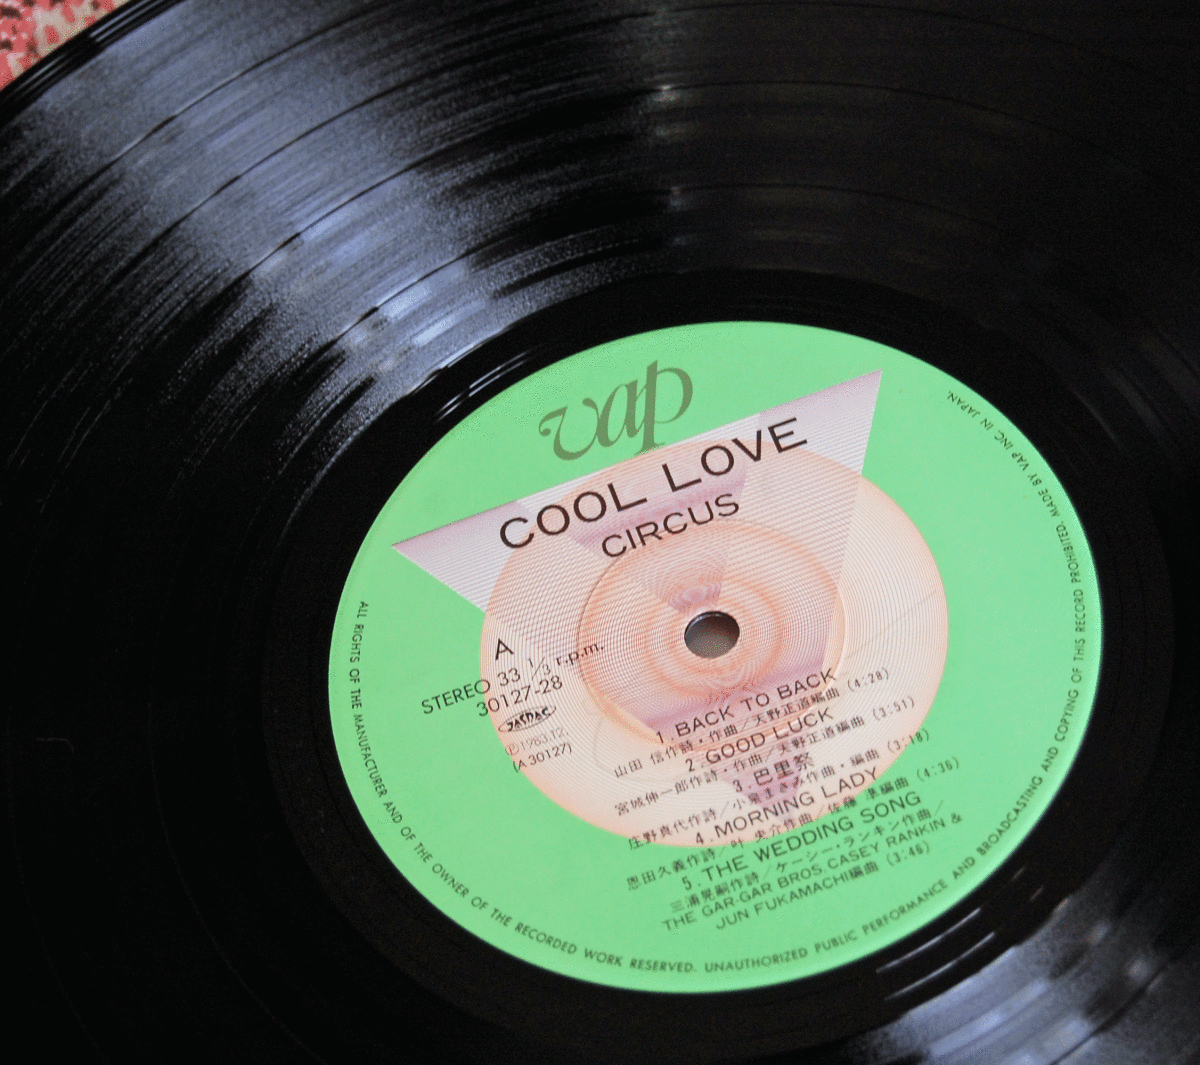 vap
COOL LOVE
CIRCUS
A
STEREO 33 1/3 r.p.m.
30127-28
JASRAC
Ⓟ1983.12.
(A 30127)
1.BACK TO BACK
山田 信作詩・作曲/天野正道編曲 (4:28)
2.GOOD LUCK
宮城伸一郎作詩・作曲/天野正道編曲 (3:51)
3.巴里祭
庄野真代作詩/小泉まさみ作曲・編曲 (3:18)
4.MORNING LADY
恩田久義作詩/叶 央介作曲/佐藤 準編曲 (4:36)
5.THE WEDDING SONG
三浦晃嗣作詩/ケーシー・ランキン作曲/
THE GAR-GAR BROS, CASEY RANKIN &
JUN FUKAMACHI編曲 (3:46)
ALL RIGHTS OF THE MANUFACTURER AND OF THE OWNER OF THE RECORDED WORK RESERVED. UNAUTHORIZED PUBLIC PERFORMANCE AND BROADCASTING AND COPYING OF THIS RECORD PROHIBITED. MADE BY VAP INC. IN JAPAN.